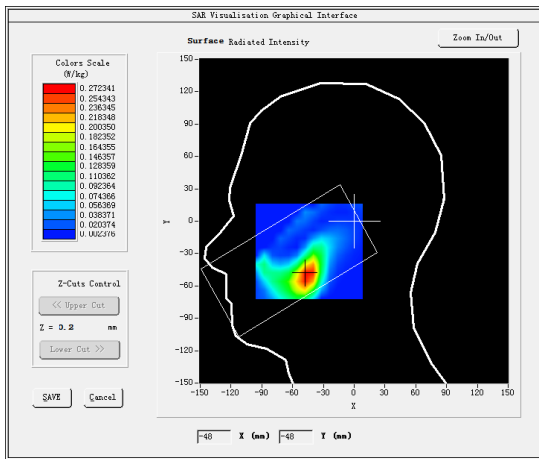 SAR Visualisation Graphical Interface
Surface Radiated Intensity
Zoom In/Out
Colors Scale
(W/kg)
0.272341
0.254343
0.236345
0.218348
0.200350
0.182352
0.164355
0.146357
0.128359
0.110362
0.092364
0.074366
0.056369
0.038371
0.020374
0.002376
Z-Cuts Control
<< Upper Cut
Z = 0.2 mm
Lower Cut >>
SAVE Cancel
150
120
90
60
30
0
-30
-60
-90
-120
-150
Y
-150 -120 -90 -60 -30 0 30 60 90 120 150
X
-48 X (mm) -48 Y (mm)